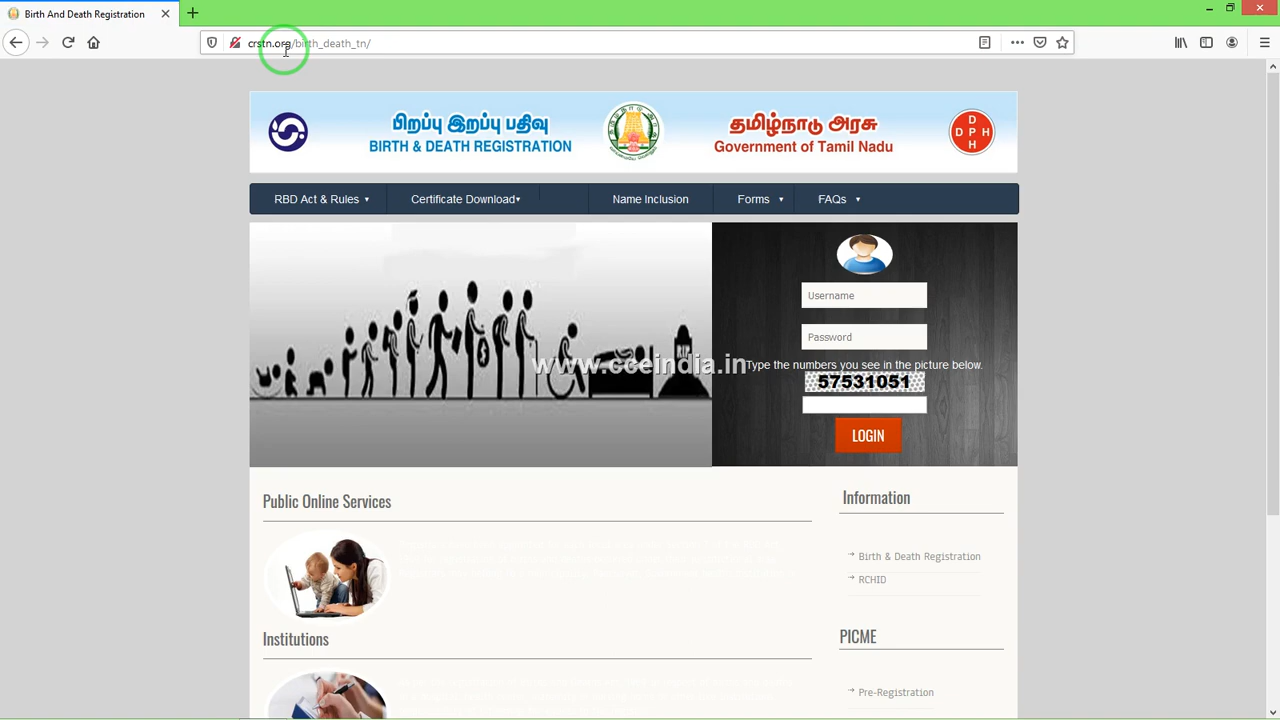 Birth And Death Registration
crstn.org/birth_death_tn/
பிறப்பு இறப்பு பதிவு
BIRTH & DEATH REGISTRATION
தமிழ்நாடு அரசு
Government of Tamil Nadu
D
D P H
H
RBD Act & Rules
Certificate Download
Name Inclusion
Forms
FAQs
RIP
www.cceindia.in
Username
Password
Type the numbers you see in the picture below.
57531051
LOGIN
Public Online Services
Institutions
Information
Birth & Death Registration
RCHID
PICME
Pre-Registration